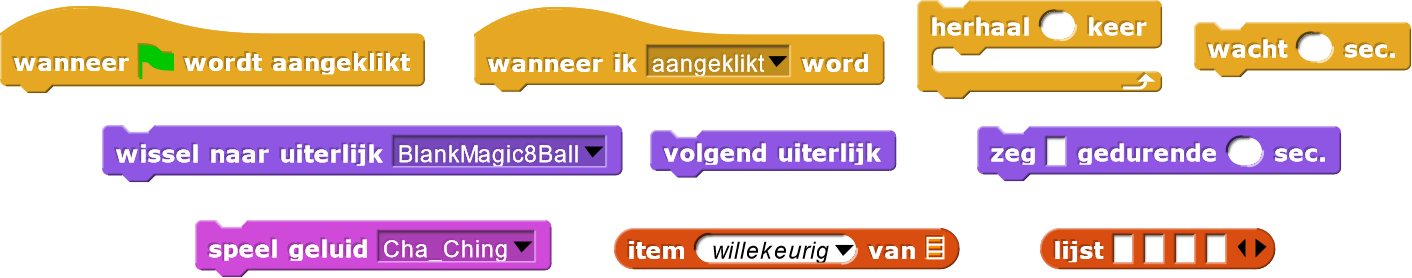 wanneer wordt aangeklikt
wanneer ik aangeklikt word
herhaal keer
wacht sec.
wissel naar uiterlijk BlankMagic8Ball
volgend uiterlijk
zeg gedurende sec.
speel geluid Cha_Ching
item willekeurig van
lijst